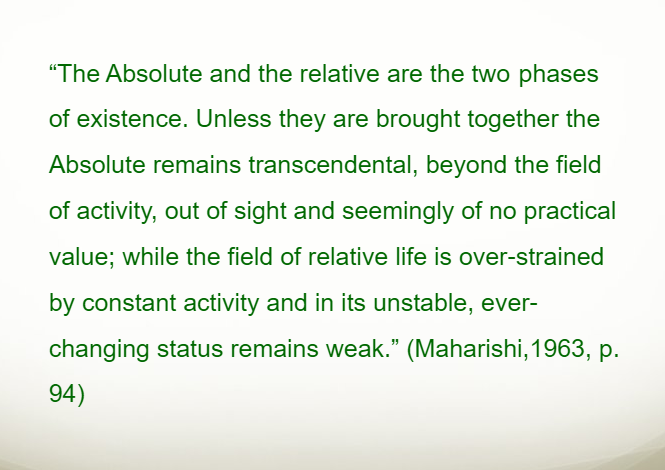 “The Absolute and the relative are the two phases
of existence. Unless they are brought together the
Absolute remains transcendental, beyond the field
of activity, out of sight and seemingly of no practical
value; while the field of relative life is over-strained
by constant activity and in its unstable, ever-
changing status remains weak.” (Maharishi,1963, p.
94)